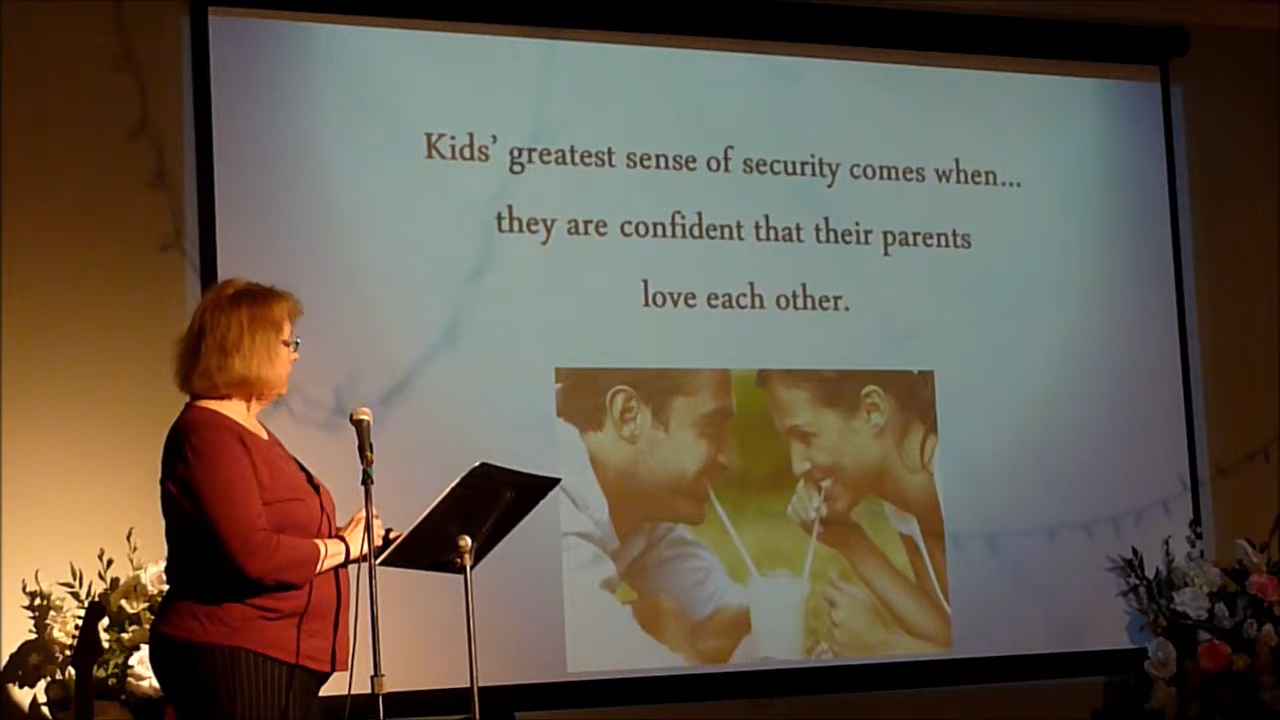 Kids’ greatest sense of security comes when...
they are confident that their parents
love each other.